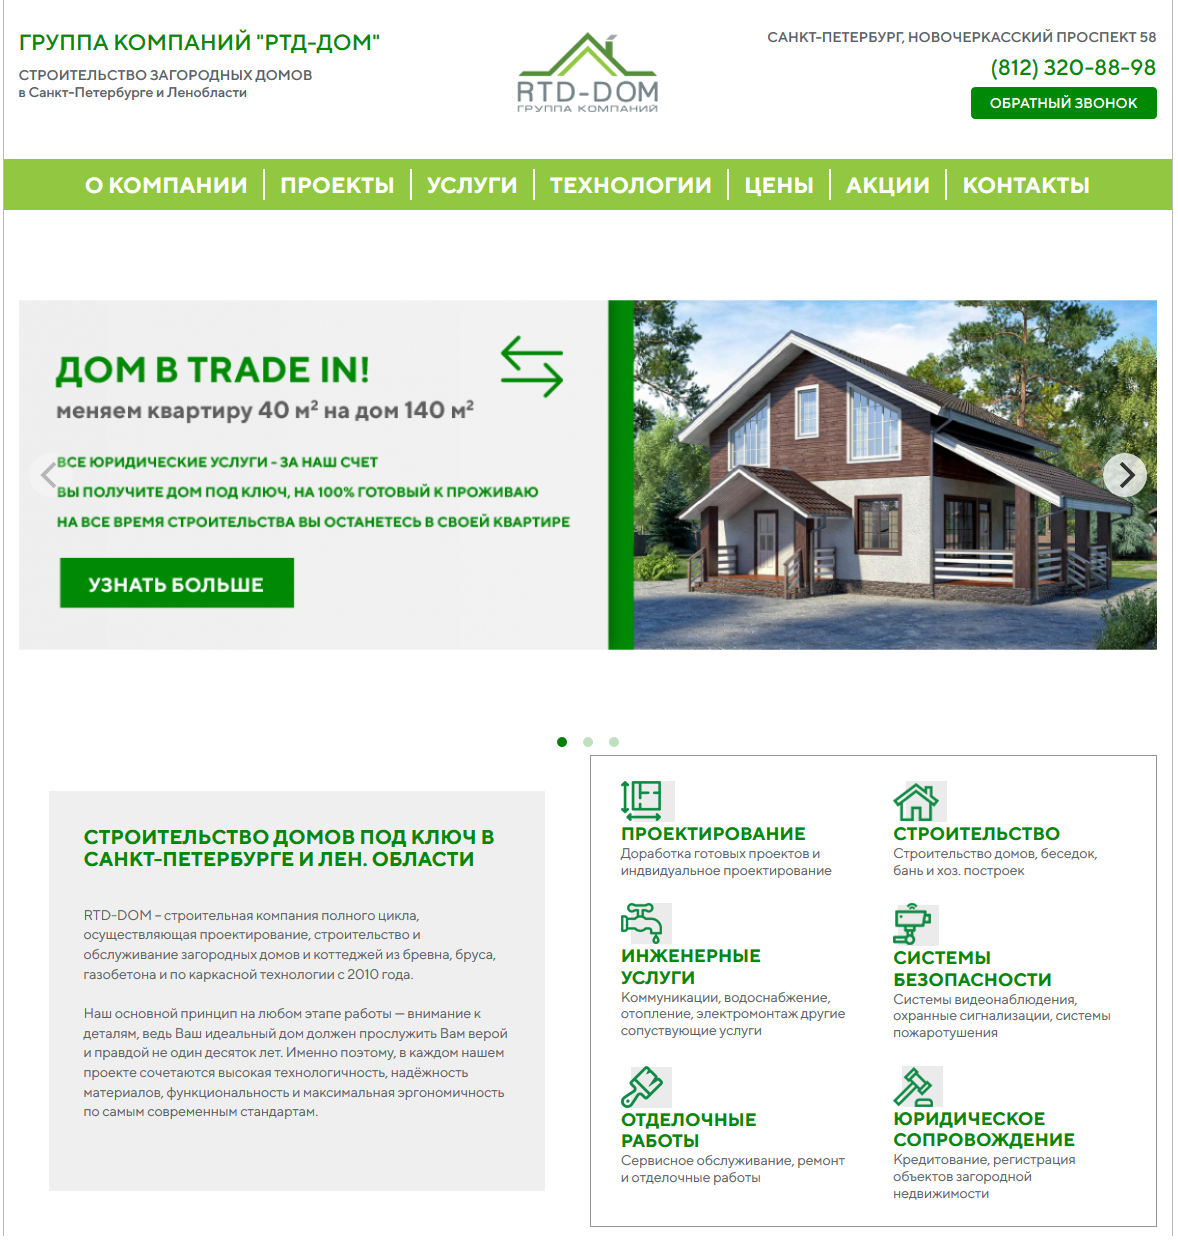 ГРУППА КОМПАНИЙ "РТД-ДОМ"
СТРОИТЕЛЬСТВО ЗАГОРОДНЫХ ДОМОВ
в Санкт-Петербурге и Ленобласти
RTD-DOM
ГРУППА КОМПАНИЙ
САНКТ-ПЕТЕРБУРГ, НОВОЧЕРКАССКИЙ ПРОСПЕКТ 58
(812) 320-88-98
ОБРАТНЫЙ ЗВОНОК
О КОМПАНИИ ПРОЕКТЫ УСЛУГИ ТЕХНОЛОГИИ ЦЕНЫ АКЦИИ КОНТАКТЫ
ДОМ В TRADE IN!
меняем квартиру 40 м² на дом 140 м²
ВСЕ ЮРИДИЧЕСКИЕ УСЛУГИ - ЗА НАШ СЧЕТ
ВЫ ПОЛУЧИТЕ ДОМ ПОД КЛЮЧ, НА 100% ГОТОВЫЙ К ПРОЖИВАЮ
НА ВСЕ ВРЕМЯ СТРОИТЕЛЬСТВА ВЫ ОСТАНЕТЕСЬ В СВОЕЙ КВАРТИРЕ
УЗНАТЬ БОЛЬШЕ
СТРОИТЕЛЬСТВО ДОМОВ ПОД КЛЮЧ В
САНКТ-ПЕТЕРБУРГЕ И ЛЕН. ОБЛАСТИ
RTD-DOM – строительная компания полного цикла,
осуществляющая проектирование, строительство и
обслуживание загородных домов и коттеджей из бревна, бруса,
газобетона и по каркасной технологии с 2010 года.
Наш основной принцип на любом этапе работы — внимание к
деталям, ведь Ваш идеальный дом должен прослужить Вам верой
и правдой не один десяток лет. Именно поэтому, в каждом нашем
проекте сочетаются высокая технологичность, надёжность
материалов, функциональность и максимальная эргономичность
по самым современным стандартам.
ПРОЕКТИРОВАНИЕ
Доработка готовых проектов и
индвидуальное проектирование
СТРОИТЕЛЬСТВО
Строительство домов, беседок,
бань и хоз. построек
ИНЖЕНЕРНЫЕ
УСЛУГИ
Коммуникации, водоснабжение,
отопление, электромонтаж другие
сопуствующие услуги
СИСТЕМЫ
БЕЗОПАСНОСТИ
Системы видеонаблюдения,
охранные сигнализации, системы
пожаротушения
ОТДЕЛОЧНЫЕ
РАБОТЫ
Сервисное обслуживание, ремонт
и отделочные работы
ЮРИДИЧЕСКОЕ
СОПРОВОЖДЕНИЕ
Кредитование, регистрация
объектов загородной
недвижимости